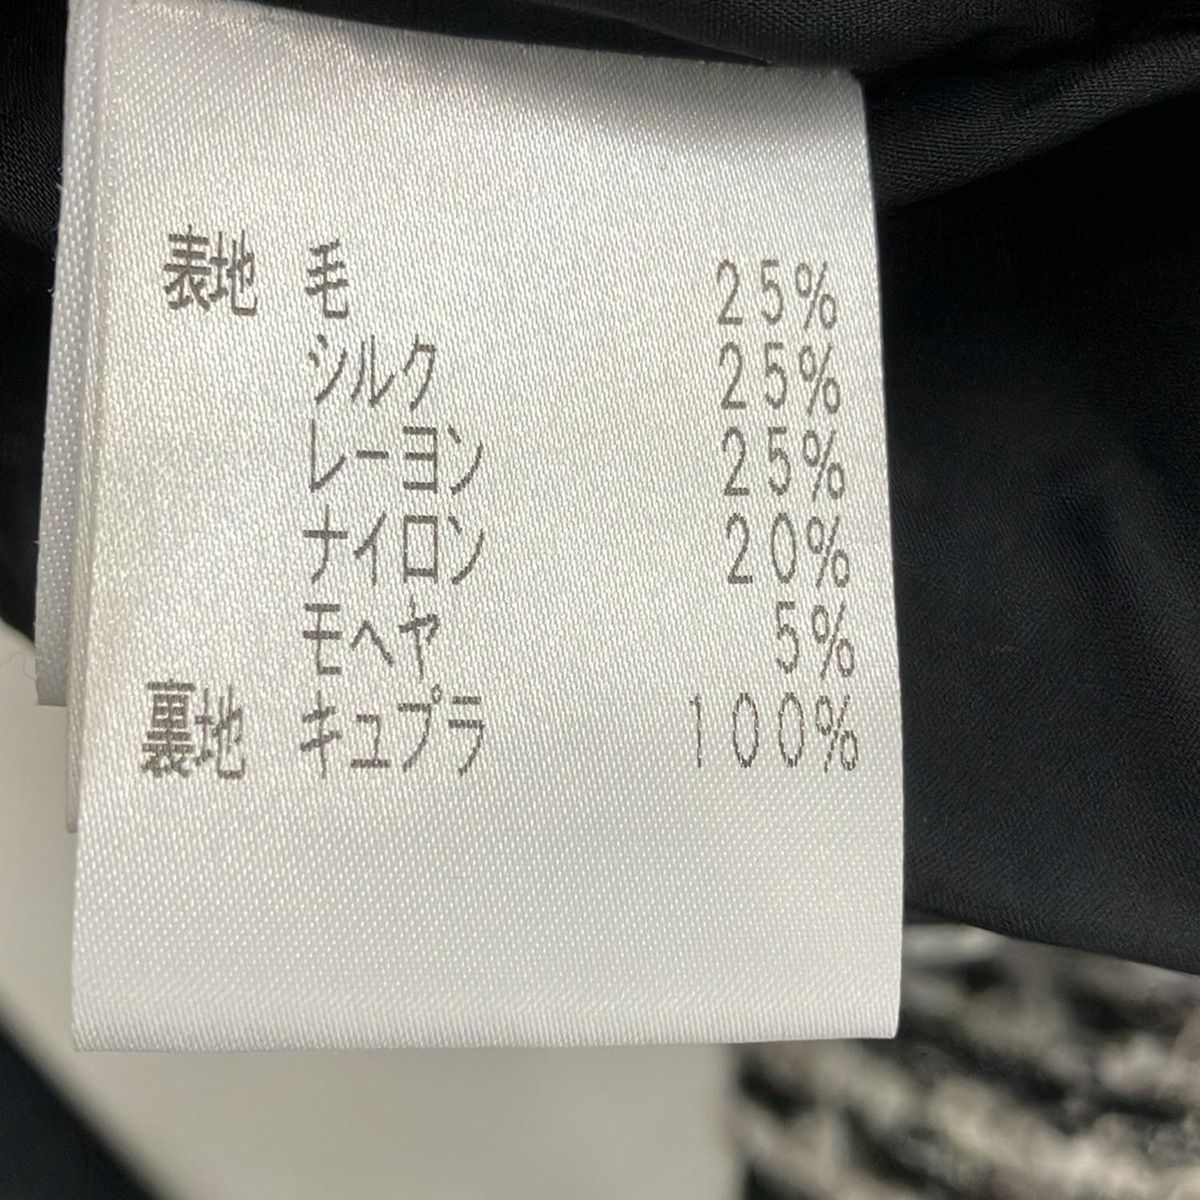 表地 毛 25%
シルク 25%
レーヨン 25%
ナイロン 20%
モヘヤ 5%
裏地 キュプラ 100%